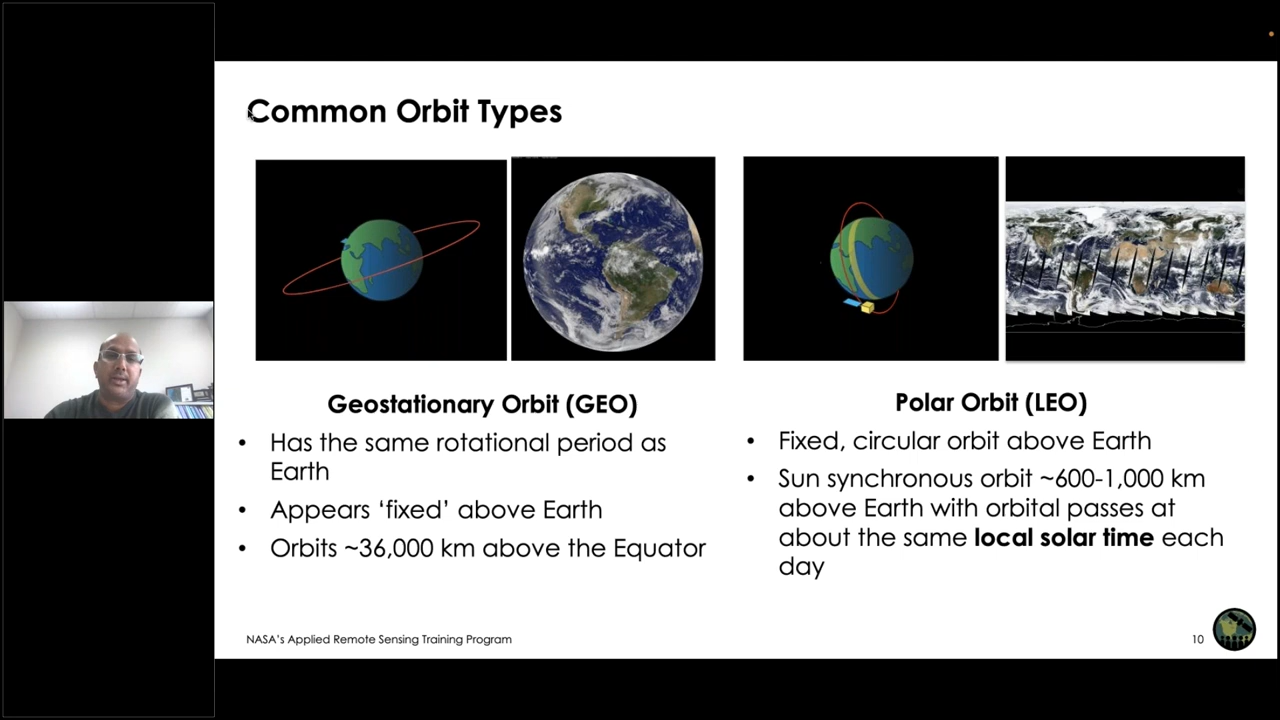 Common Orbit Types
Geostationary Orbit (GEO)
• Has the same rotational period as
Earth
• Appears ‘fixed’ above Earth
• Orbits ~36,000 km above the Equator
Polar Orbit (LEO)
• Fixed, circular orbit above Earth
• Sun synchronous orbit ~600-1,000 km
above Earth with orbital passes at
about the same local solar time each
day
NASA’s Applied Remote Sensing Training Program
10